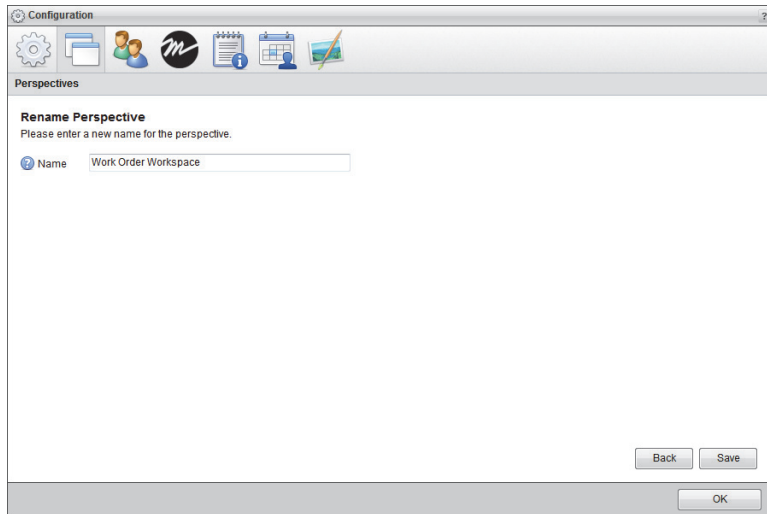 Configuration
?
Perspectives
Rename Perspective
Please enter a new name for the perspective.
? Name Work Order Workspace
Back Save
OK